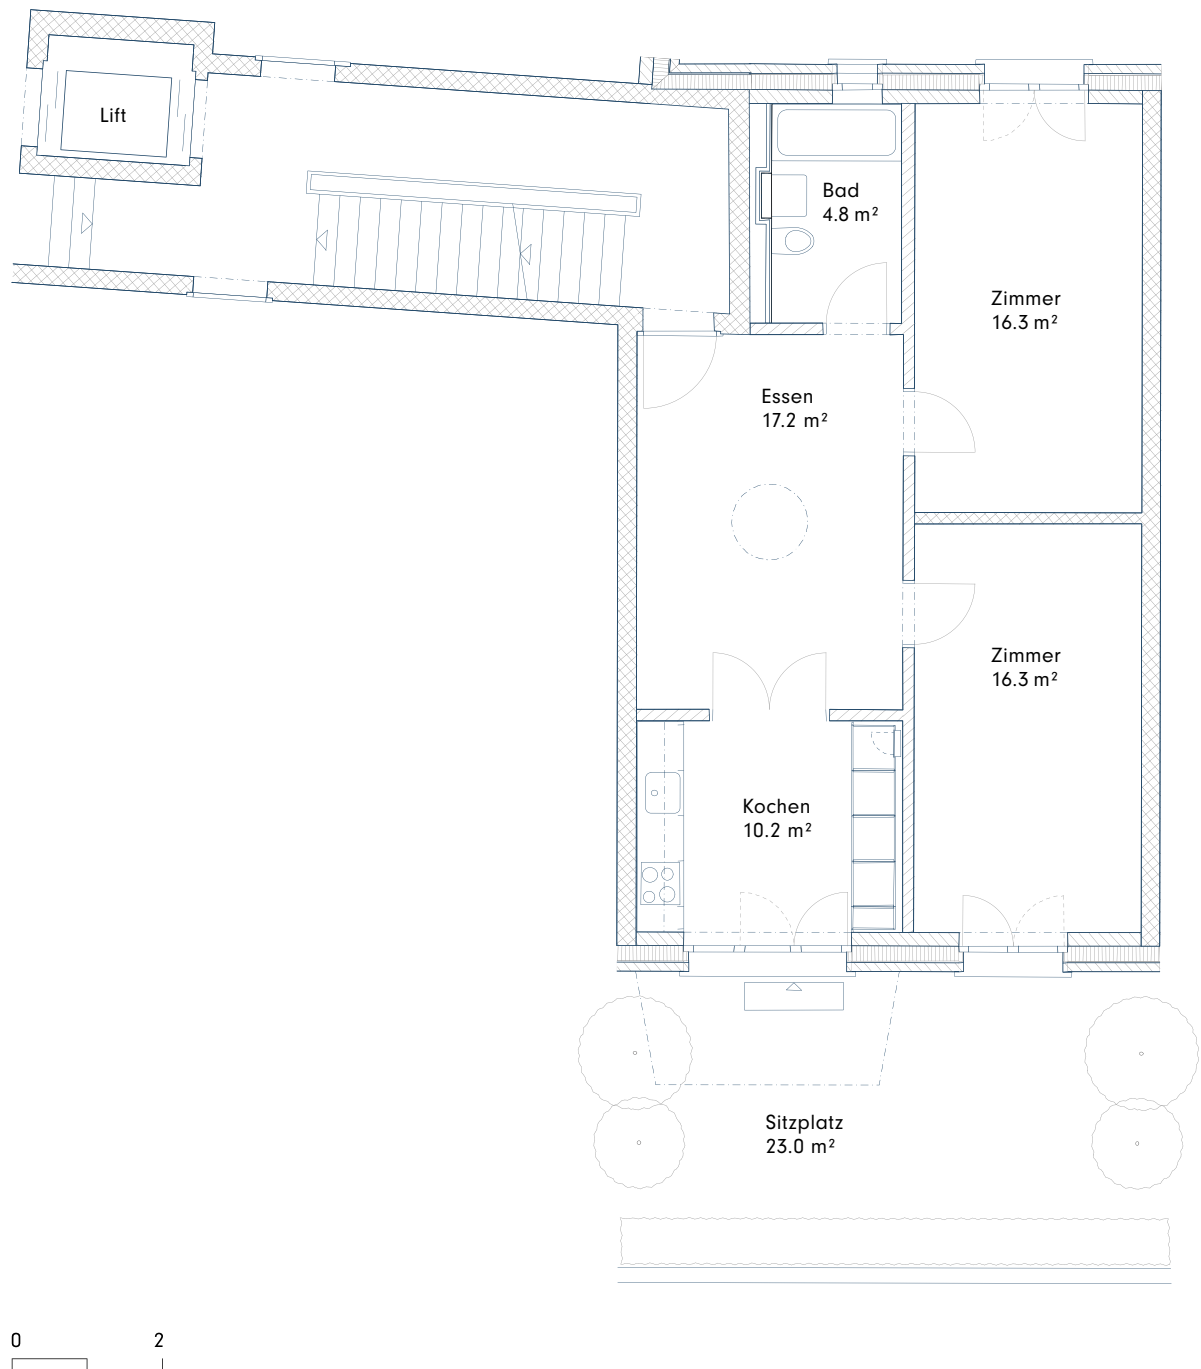 Lift
Bad
4.8 m²
Zimmer
16.3 m²
Essen
17.2 m²
Zimmer
16.3 m²
Kochen
10.2 m²
Sitzplatz
23.0 m²
0 2